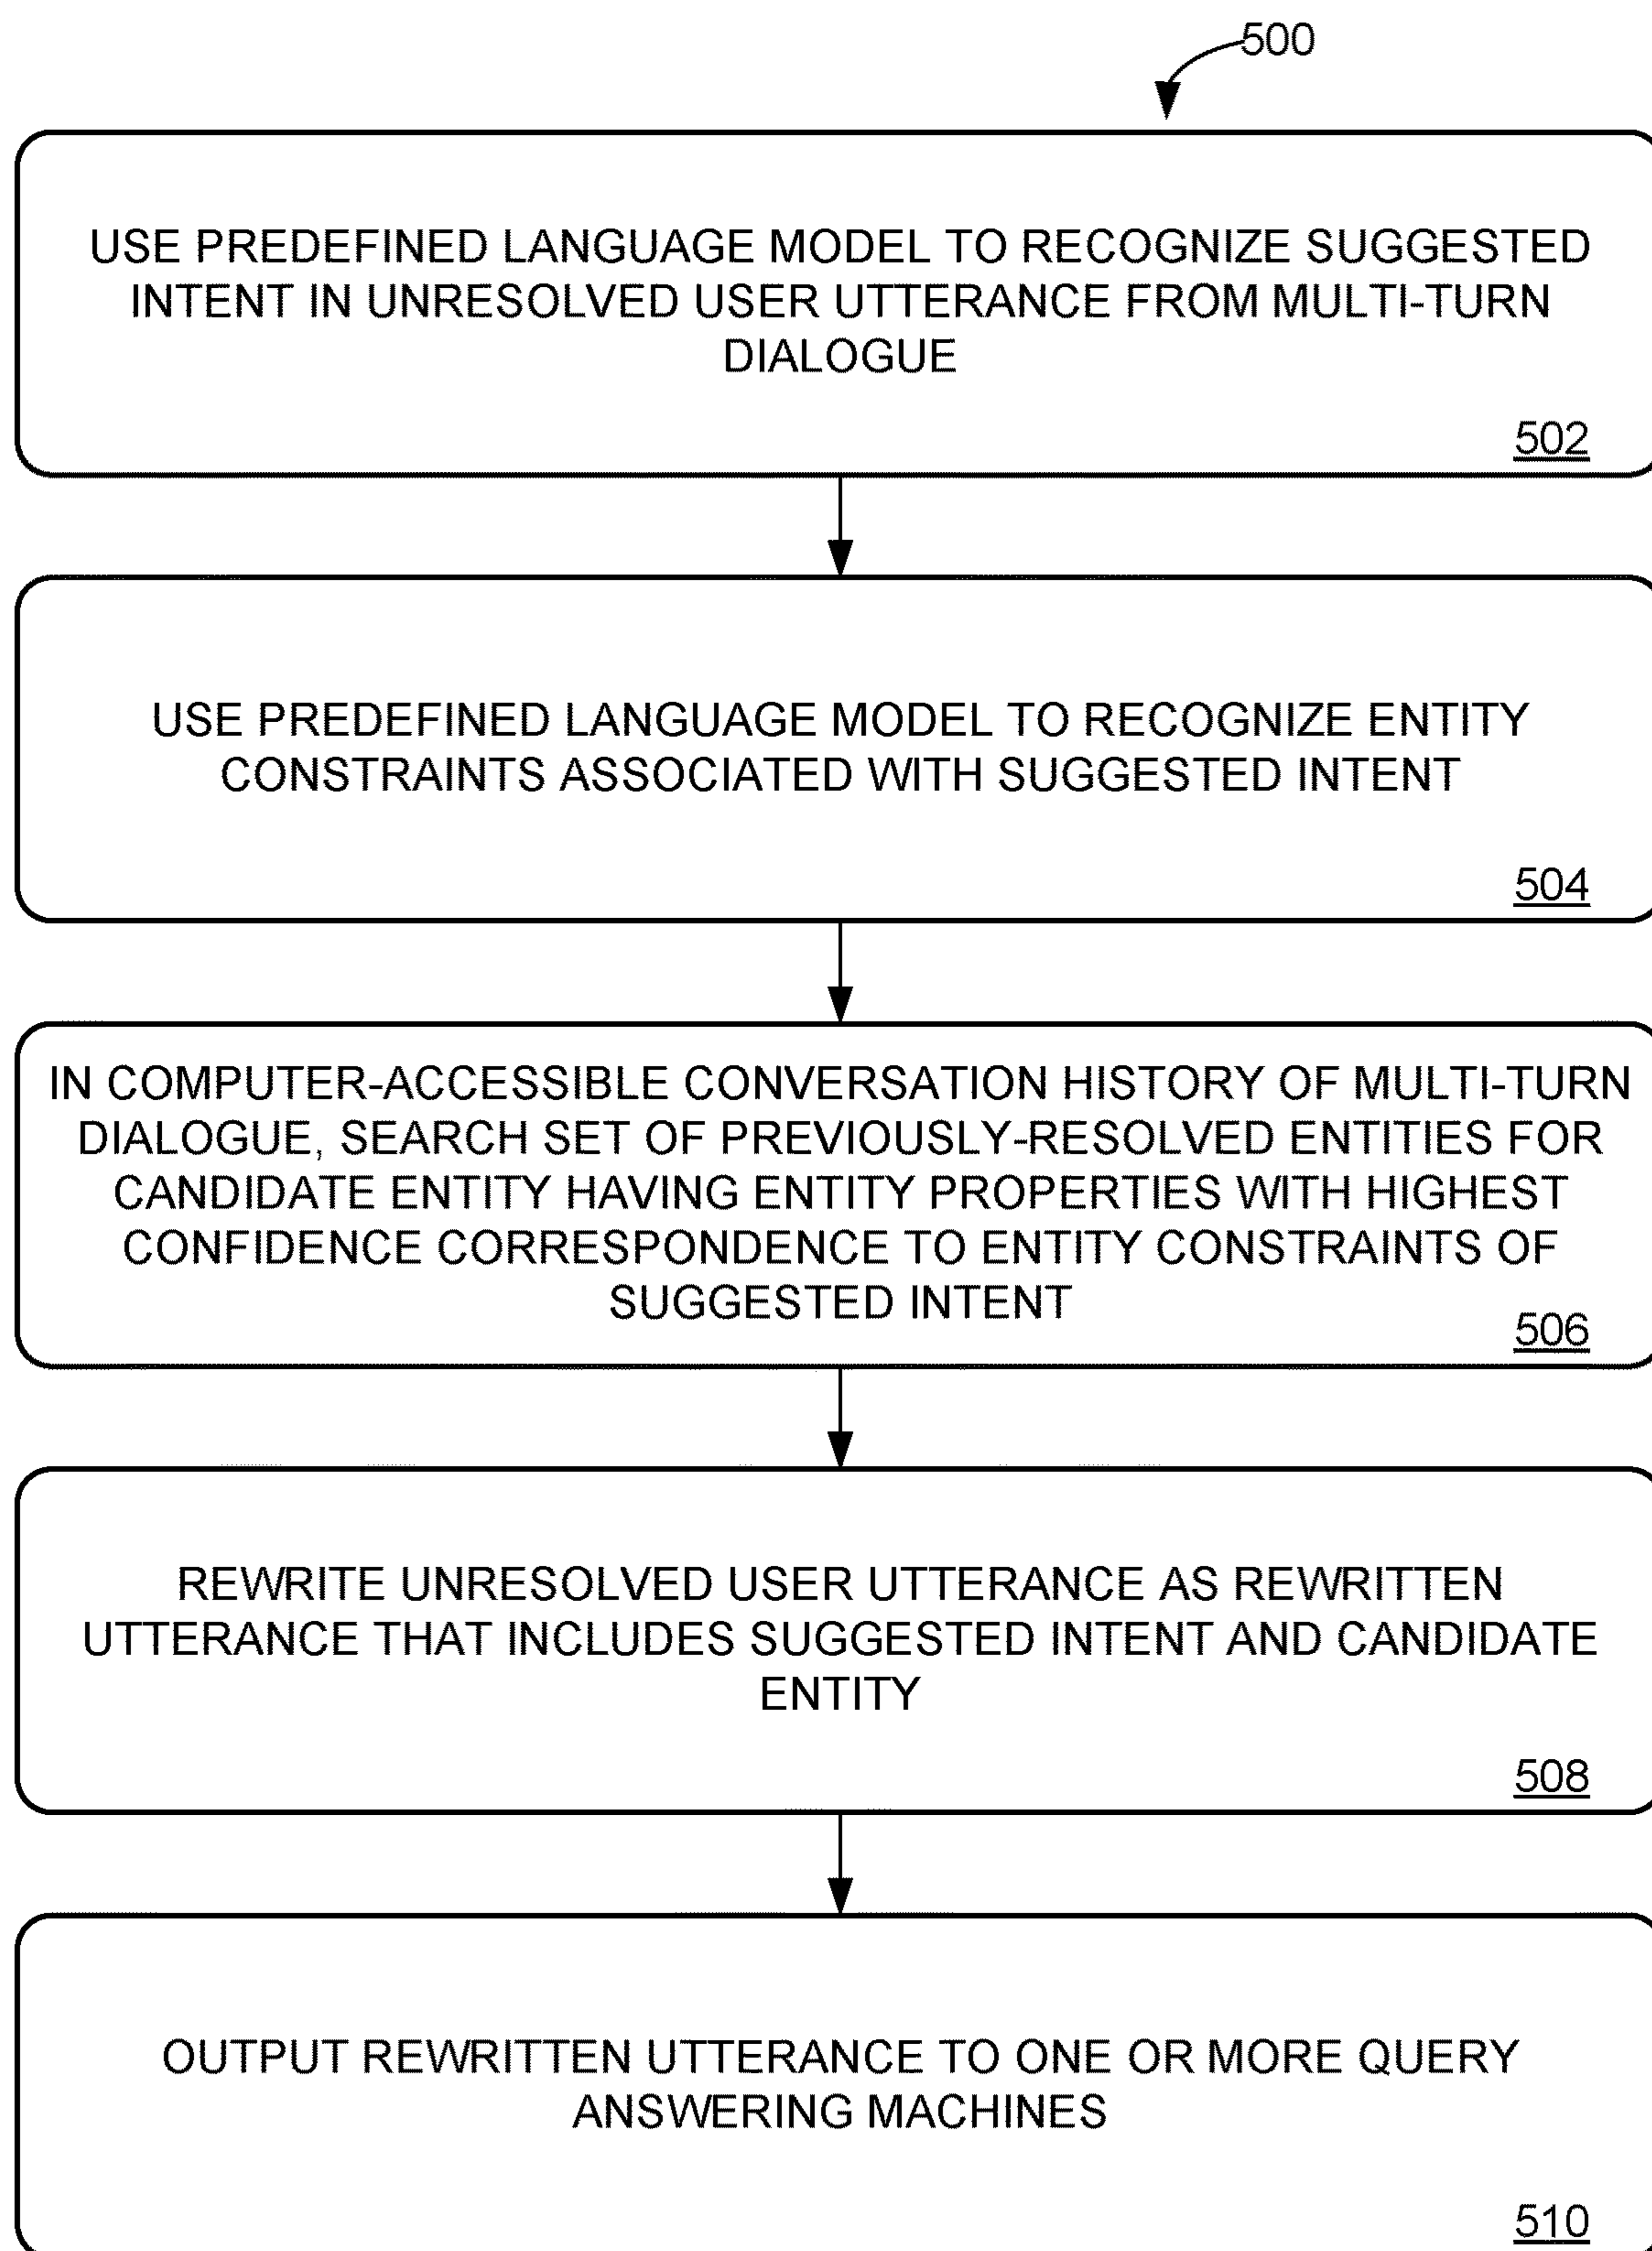 500
USE PREDEFINED LANGUAGE MODEL TO RECOGNIZE SUGGESTED
INTENT IN UNRESOLVED USER UTTERANCE FROM MULTI-TURN
DIALOGUE
502
USE PREDEFINED LANGUAGE MODEL TO RECOGNIZE ENTITY
CONSTRAINTS ASSOCIATED WITH SUGGESTED INTENT
504
IN COMPUTER-ACCESSIBLE CONVERSATION HISTORY OF MULTI-TURN
DIALOGUE, SEARCH SET OF PREVIOUSLY-RESOLVED ENTITIES FOR
CANDIDATE ENTITY HAVING ENTITY PROPERTIES WITH HIGHEST
CONFIDENCE CORRESPONDENCE TO ENTITY CONSTRAINTS OF
SUGGESTED INTENT
506
REWRITE UNRESOLVED USER UTTERANCE AS REWRITTEN
UTTERANCE THAT INCLUDES SUGGESTED INTENT AND CANDIDATE
ENTITY
508
OUTPUT REWRITTEN UTTERANCE TO ONE OR MORE QUERY
ANSWERING MACHINES
510